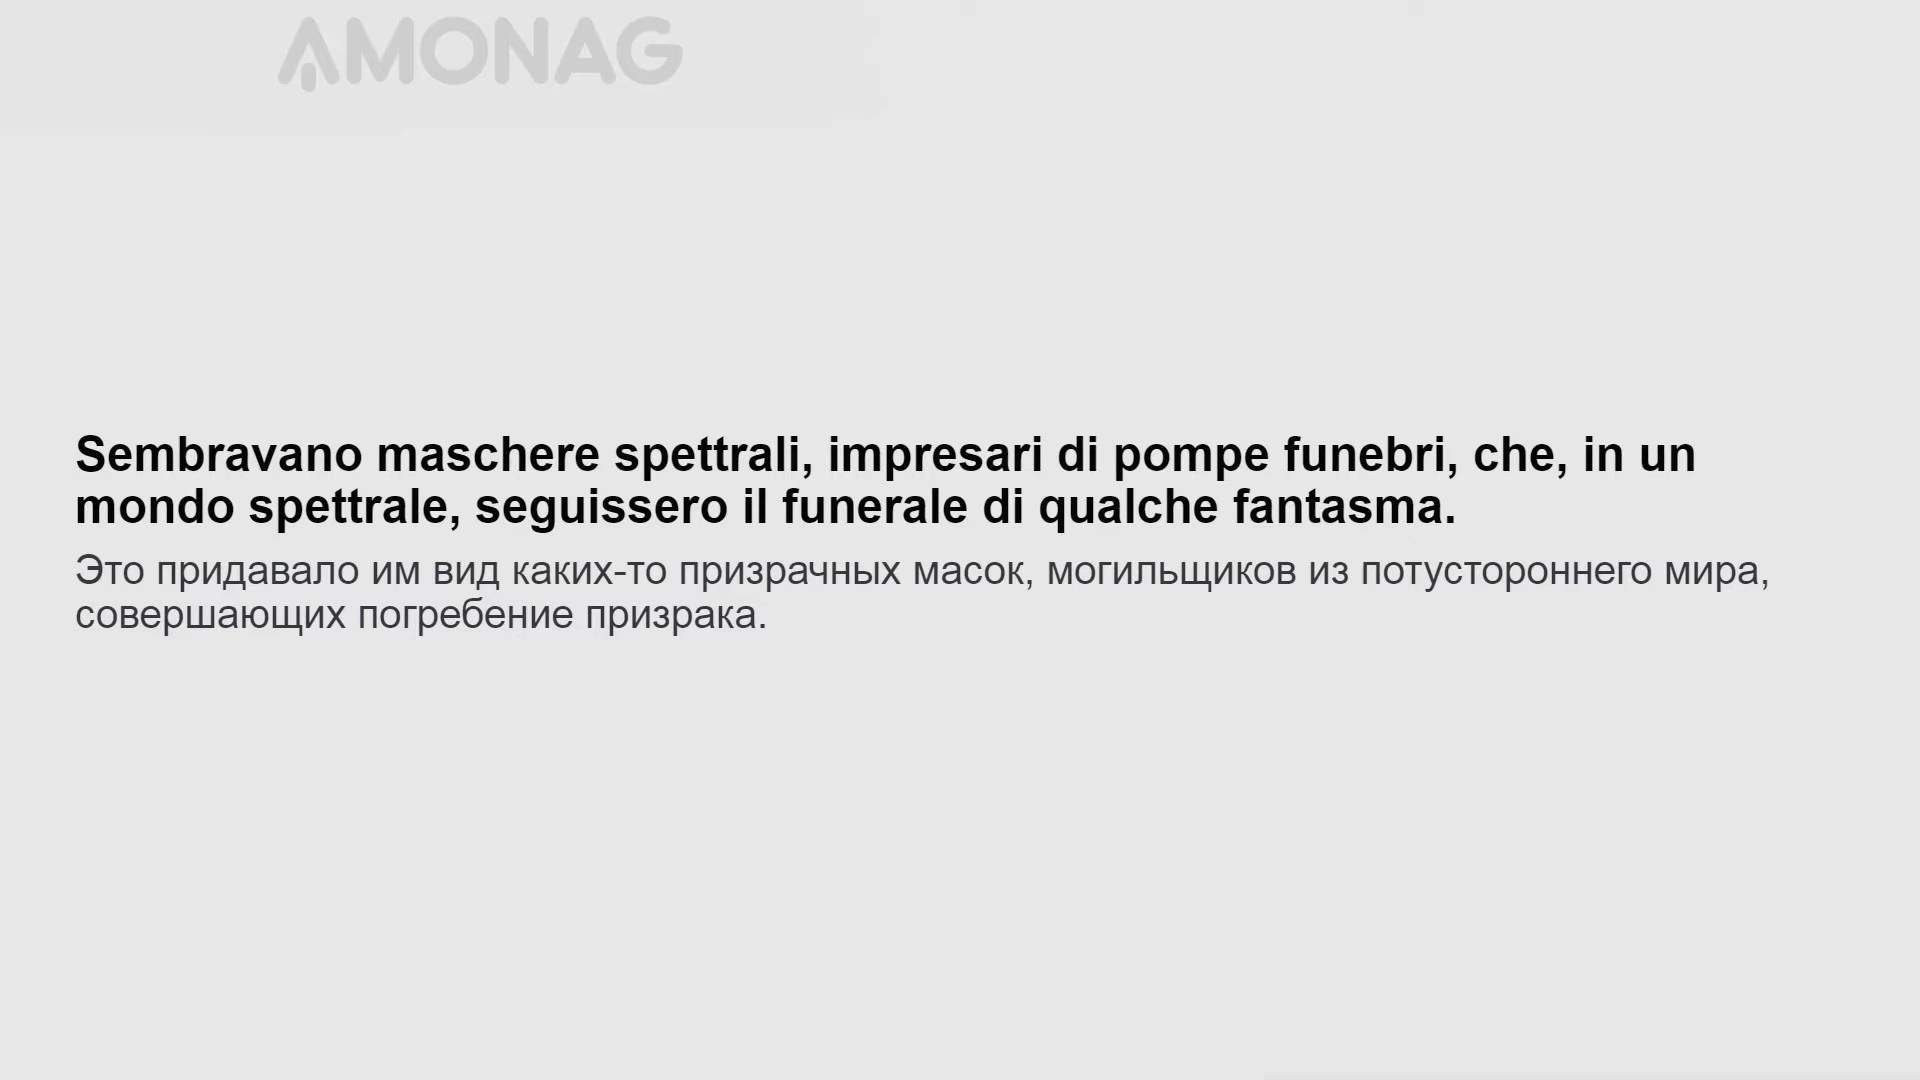 AMONAG
Sembravano maschere spettrali, impresari di pompe funebri, che, in un
mondo spettrale, seguissero il funerale di qualche fantasma.
Это придавало им вид каких-то призрачных масок, могильщиков из потустороннего мира,
совершающих погребение призрака.